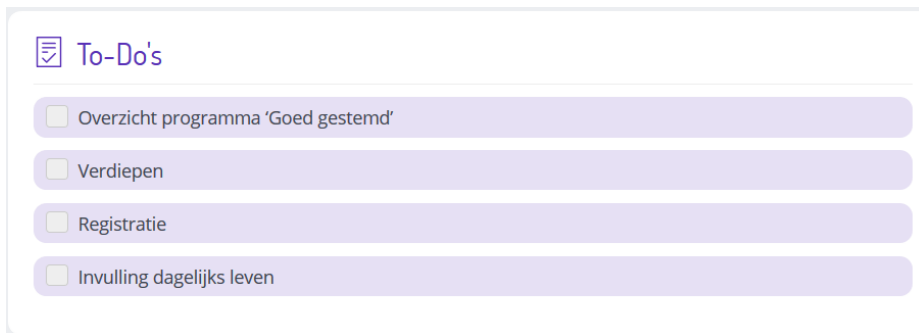 To-Do's
Overzicht programma ‘Goed gestemd’
Verdiepen
Registratie
Invulling dagelijks leven